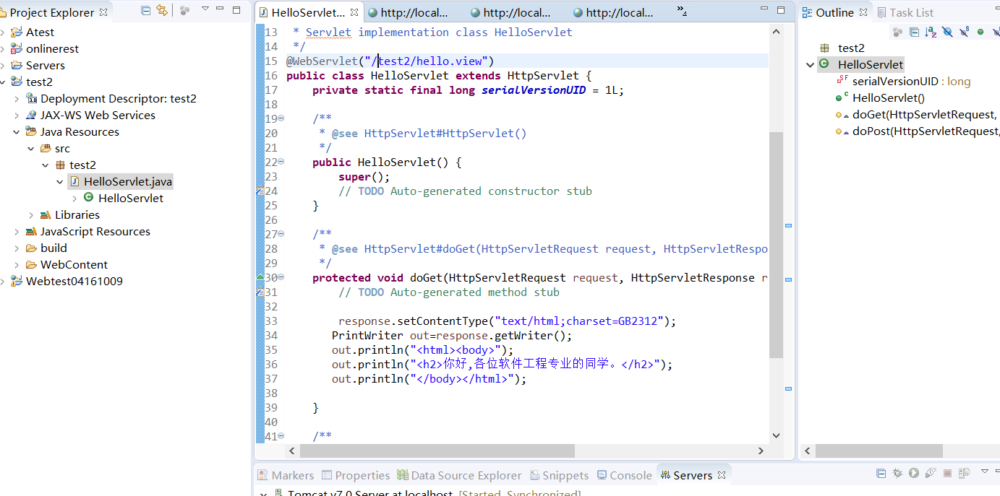 Project Explorer
Atest
onlinerest
Servers
test2
Deployment Descriptor: test2
JAX-WS Web Services
Java Resources
src
test2
HelloServlet.java
HelloServlet
Libraries
JavaScript Resources
build
WebContent
Webtest04161009
HelloServlet... http://local... http://local... http://local... »4
13 * Servlet implementation class HelloServlet
14 */
15 @WebServlet("/test2/hello.view")
16 public class HelloServlet extends HttpServlet {
17 private static final long serialVersionUID = 1L;
18
19 /**
20 * @see HttpServlet#HttpServlet()
21 */
22 public HelloServlet() {
23 super();
24 // TODO Auto-generated constructor stub
25 }
26
27 /**
28 * @see HttpServlet#doGet(HttpServletRequest request, HttpServletRespo
29 */
30 protected void doGet(HttpServletRequest request, HttpServletResponse r
31 // TODO Auto-generated method stub
32
33 response.setContentType("text/html;charset=GB2312");
34 PrintWriter out=response.getWriter();
35 out.println("<html><body>");
36 out.println("<h2>你好,各位软件工程专业的同学。</h2>");
37 out.println("</body></html>");
38
39 }
40
41 /**
Outline Task List
test2
HelloServlet
serialVersionUID : long
HelloServlet()
doGet(HttpServletRequest,
doPost(HttpServletRequest,
Markers Properties Data Source Explorer Snippets Console Servers
Tomcat v7.0 Server at localhost [Started, Synchronized]